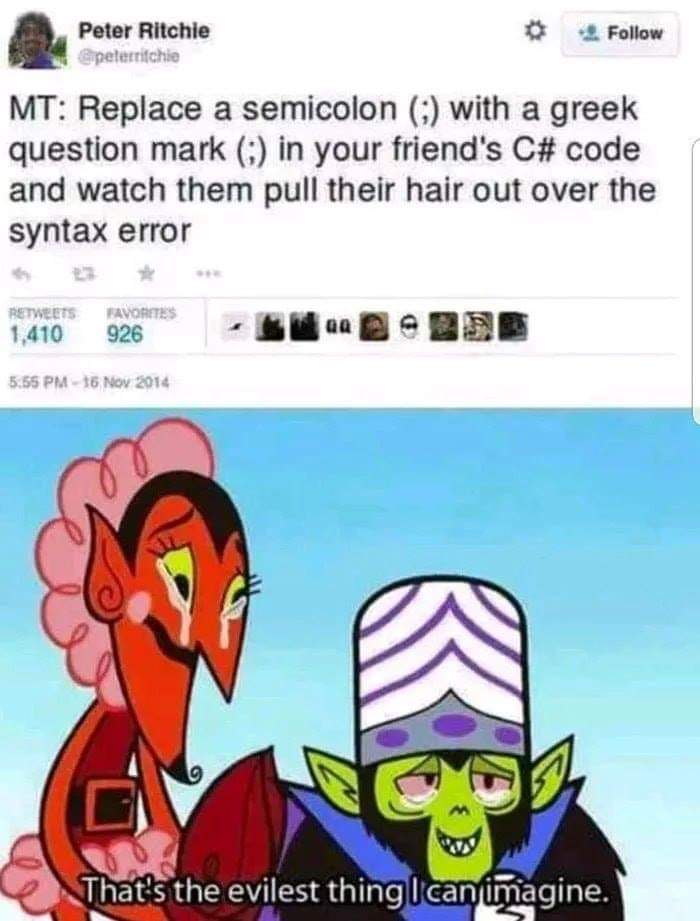 Peter Ritchie
Follow
@peterritchie
MT: Replace a semicolon (;) with a greek
question mark (;) in your friend's C# code
and watch them pull their hair out over the
syntax error
RETWEETS FAVORITES
1,410 926
5:55 PM - 16 Nov 2014
That's the evilest thing I can imagine.